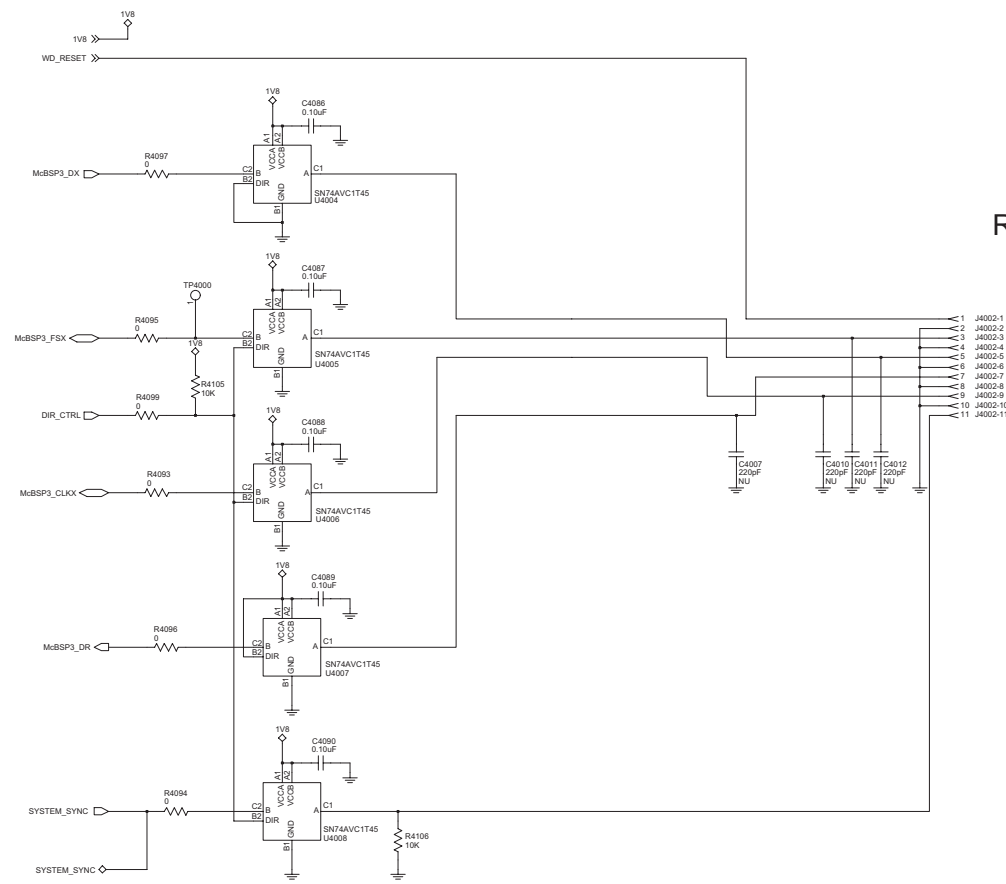 1V8
1V8
WD_RESET
1V8
C4086
0.10uF
A1
A2
VCCA
VCCB
R4097
0
McBSP3_DX
C2
B
A
C1
B2
DIR
GND
SN74AVC1T45
U4004
B1
R
1V8
C4087
0.10uF
TP4000
1
A1
A2
VCCA
VCCB
R4095
0
McBSP3_FSX
C2
B
A
C1
B2
DIR
GND
SN74AVC1T45
U4005
B1
1V8
R4105
10K
R4099
0
DIR_CTRL
1 J4002-1
2 J4002-2
3 J4002-3
4 J4002-4
5 J4002-5
6 J4002-6
7 J4002-7
8 J4002-8
9 J4002-9
10 J4002-10
11 J4002-11
1V8
C4088
0.10uF
A1
A2
VCCA
VCCB
R4093
0
McBSP3_CLKX
C2
B
A
C1
B2
DIR
GND
SN74AVC1T45
U4006
B1
C4007
220pF
NU
C4010
220pF
NU
C4011
220pF
NU
C4012
220pF
NU
1V8
C4089
0.10uF
A1
A2
VCCA
VCCB
R4096
0
McBSP3_DR
C2
B
A
C1
B2
DIR
GND
SN74AVC1T45
U4007
B1
1V8
C4090
0.10uF
A1
A2
VCCA
VCCB
R4094
0
SYSTEM_SYNC
C2
B
A
C1
B2
DIR
GND
SN74AVC1T45
U4008
B1
R4106
10K
SYSTEM_SYNC